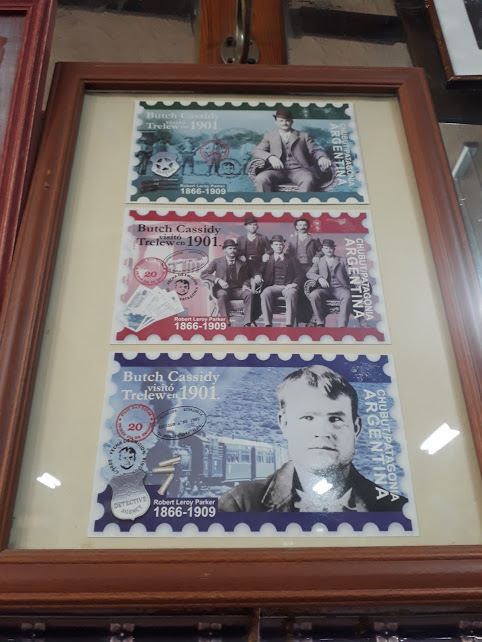 Butch Cassidy
visitó
Trelew en 1901.
CHUBUT/PATAGONIA
ARGENTINA
Robert Leroy Parker
1866-1909
Butch Cassidy
visitó
Trelew en 1901.
CHUBUT/PATAGONIA
ARGENTINA
20
Robert Leroy Parker
1866-1909
Butch Cassidy
visitó
Trelew en 1901.
CHUBUT/PATAGONIA
ARGENTINA
20
DETECTIVE
AGENCY
Robert Leroy Parker
1866-1909